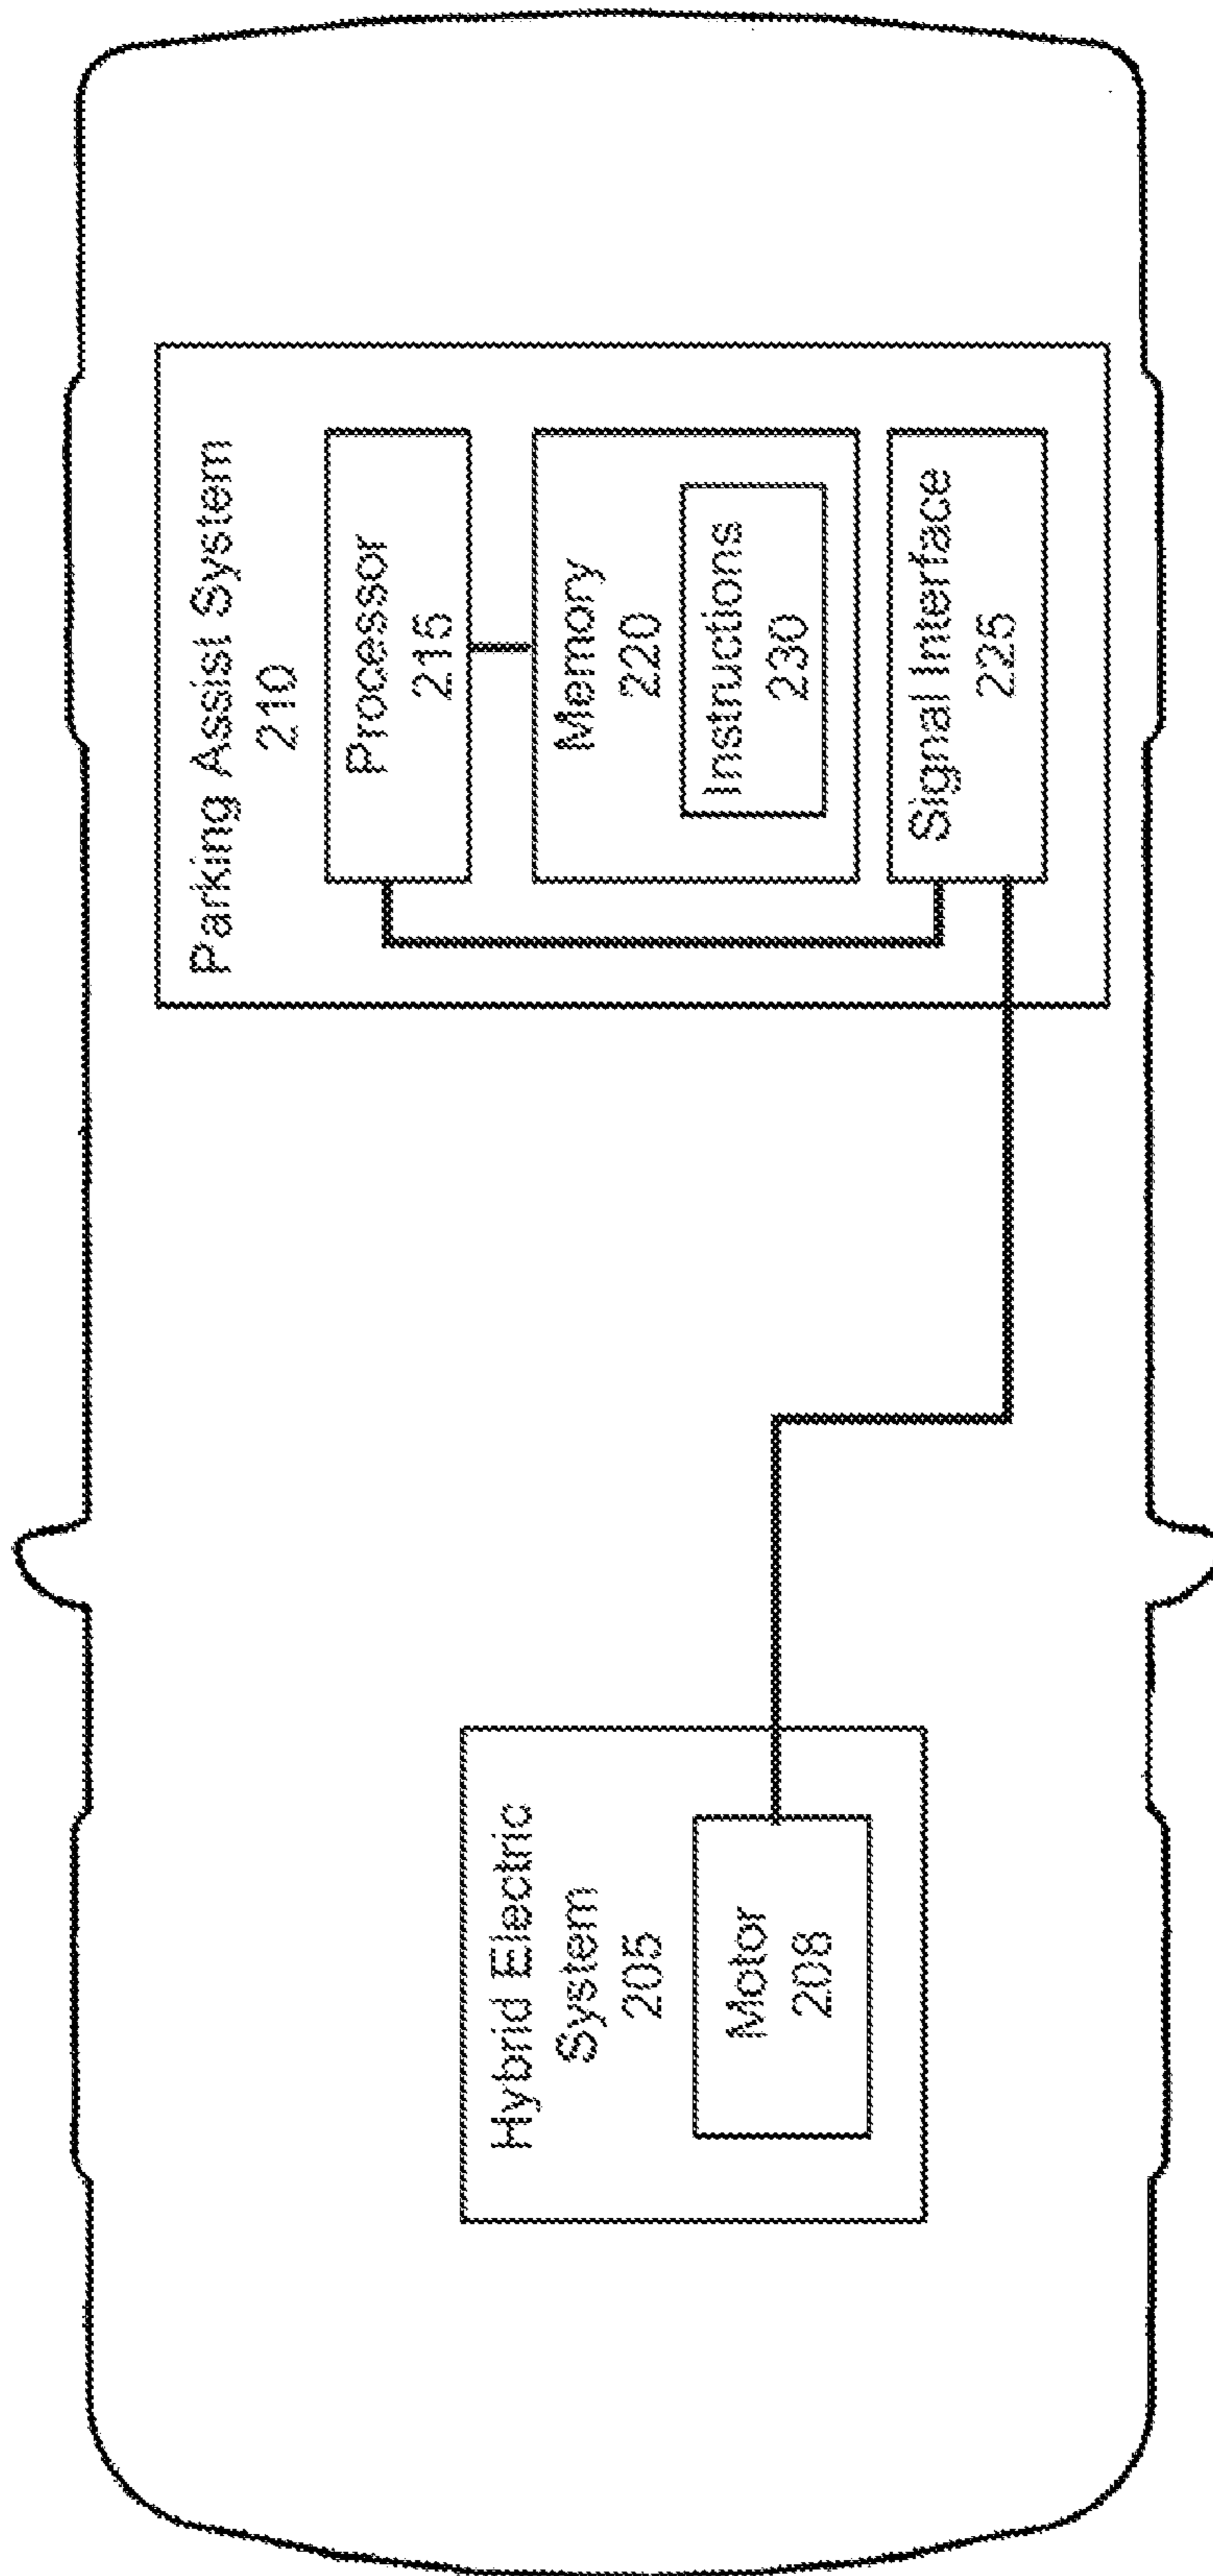 Hybrid Electric
System
205
Motor
208
Parking Assist System
210
Processor
215
Memory
220
Instructions
230
Signal Interface
225